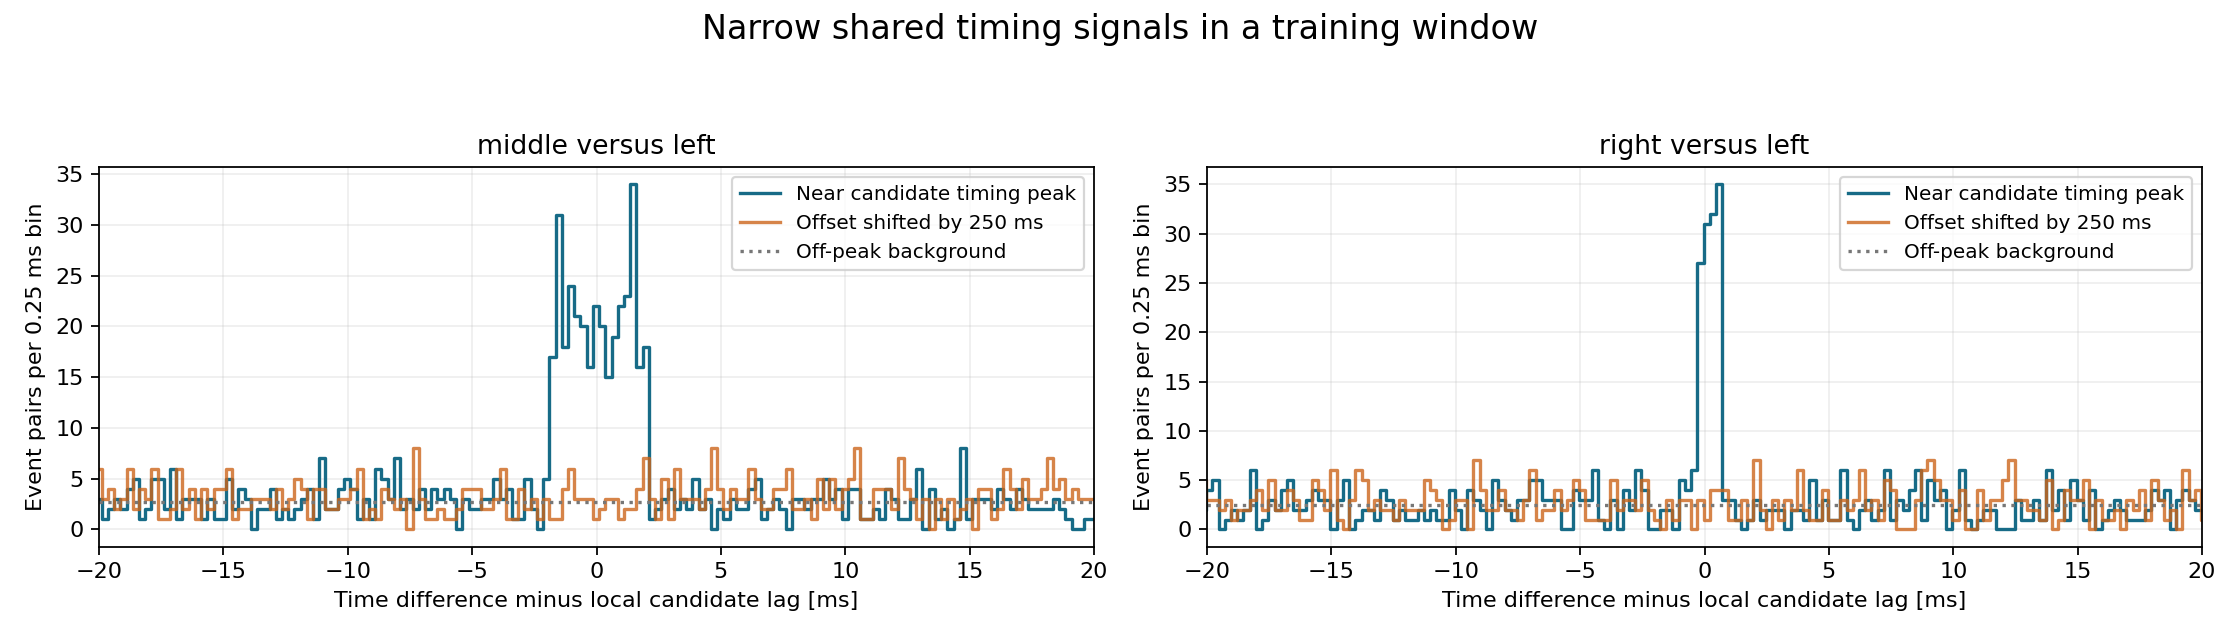 Narrow shared timing signals in a training window
middle versus left
35
30
25
20
15
10
5
0
Event pairs per 0.25 ms bin
Near candidate timing peak
Offset shifted by 250 ms
Off-peak background
−20 −15 −10 −5 0 5 10 15 20
Time difference minus local candidate lag [ms]
right versus left
35
30
25
20
15
10
5
0
Event pairs per 0.25 ms bin
Near candidate timing peak
Offset shifted by 250 ms
Off-peak background
−20 −15 −10 −5 0 5 10 15 20
Time difference minus local candidate lag [ms]